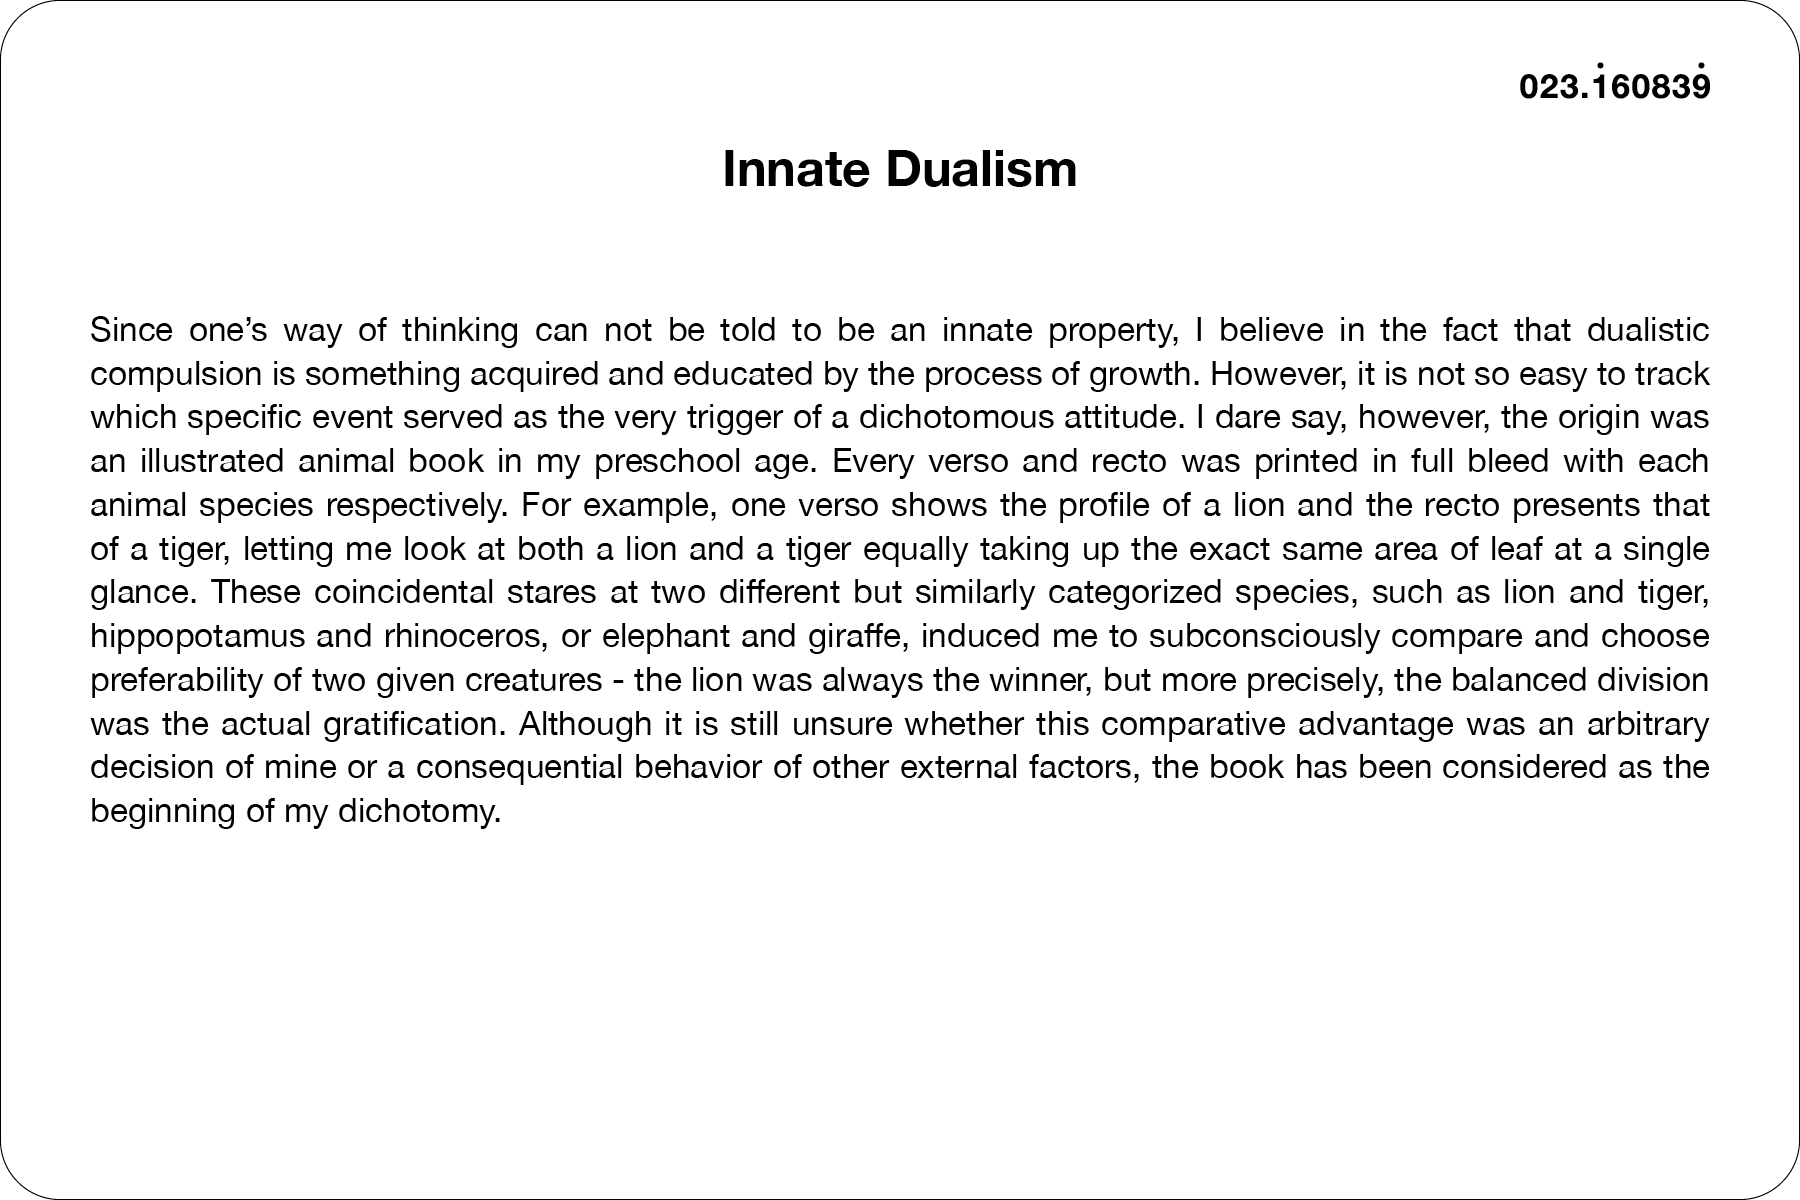 023.1̇60839̇
Innate Dualism
Since one’s way of thinking can not be told to be an innate property, I believe in the fact that dualistic
compulsion is something acquired and educated by the process of growth. However, it is not so easy to track
which specific event served as the very trigger of a dichotomous attitude. I dare say, however, the origin was
an illustrated animal book in my preschool age. Every verso and recto was printed in full bleed with each
animal species respectively. For example, one verso shows the profile of a lion and the recto presents that
of a tiger, letting me look at both a lion and a tiger equally taking up the exact same area of leaf at a single
glance. These coincidental stares at two different but similarly categorized species, such as lion and tiger,
hippopotamus and rhinoceros, or elephant and giraffe, induced me to subconsciously compare and choose
preferability of two given creatures - the lion was always the winner, but more precisely, the balanced division
was the actual gratification. Although it is still unsure whether this comparative advantage was an arbitrary
decision of mine or a consequential behavior of other external factors, the book has been considered as the
beginning of my dichotomy.